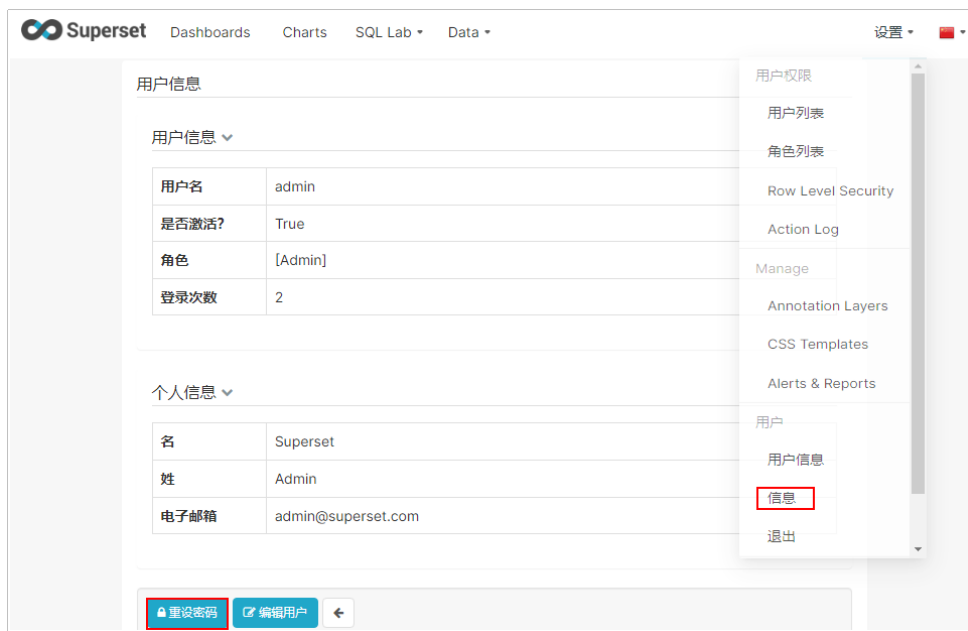 Superset Dashboards Charts SQL Lab Data 设置
用户信息
用户信息
用户名 admin
是否激活? True
角色 [Admin]
登录次数 2
个人信息
名 Superset
姓 Admin
电子邮箱 admin@superset.com
重设密码 编辑用户
用户权限
用户列表
角色列表
Row Level Security
Action Log
Manage
Annotation Layers
CSS Templates
Alerts & Reports
用户
用户信息
信息
退出